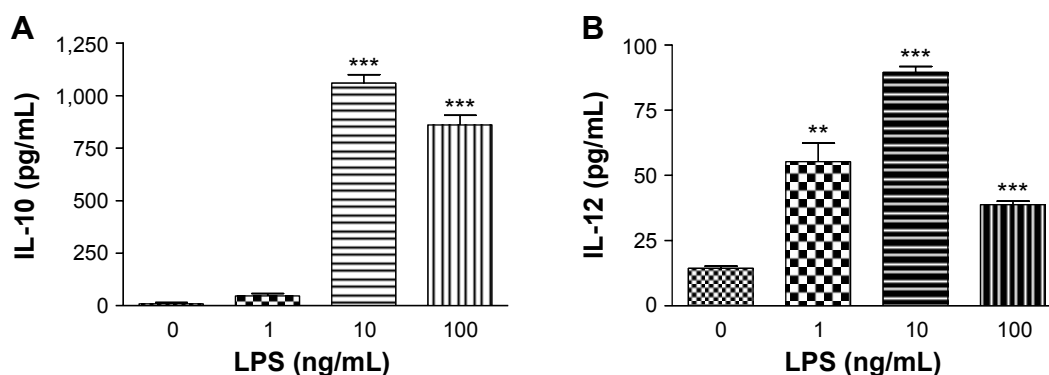 A
IL-10 (pg/mL)
1,250
1,000
750
500
250
0
***
***
0 1 10 100
LPS (ng/mL)
B
IL-12 (pg/mL)
100
75
50
25
0
**
***
***
0 1 10 100
LPS (ng/mL)